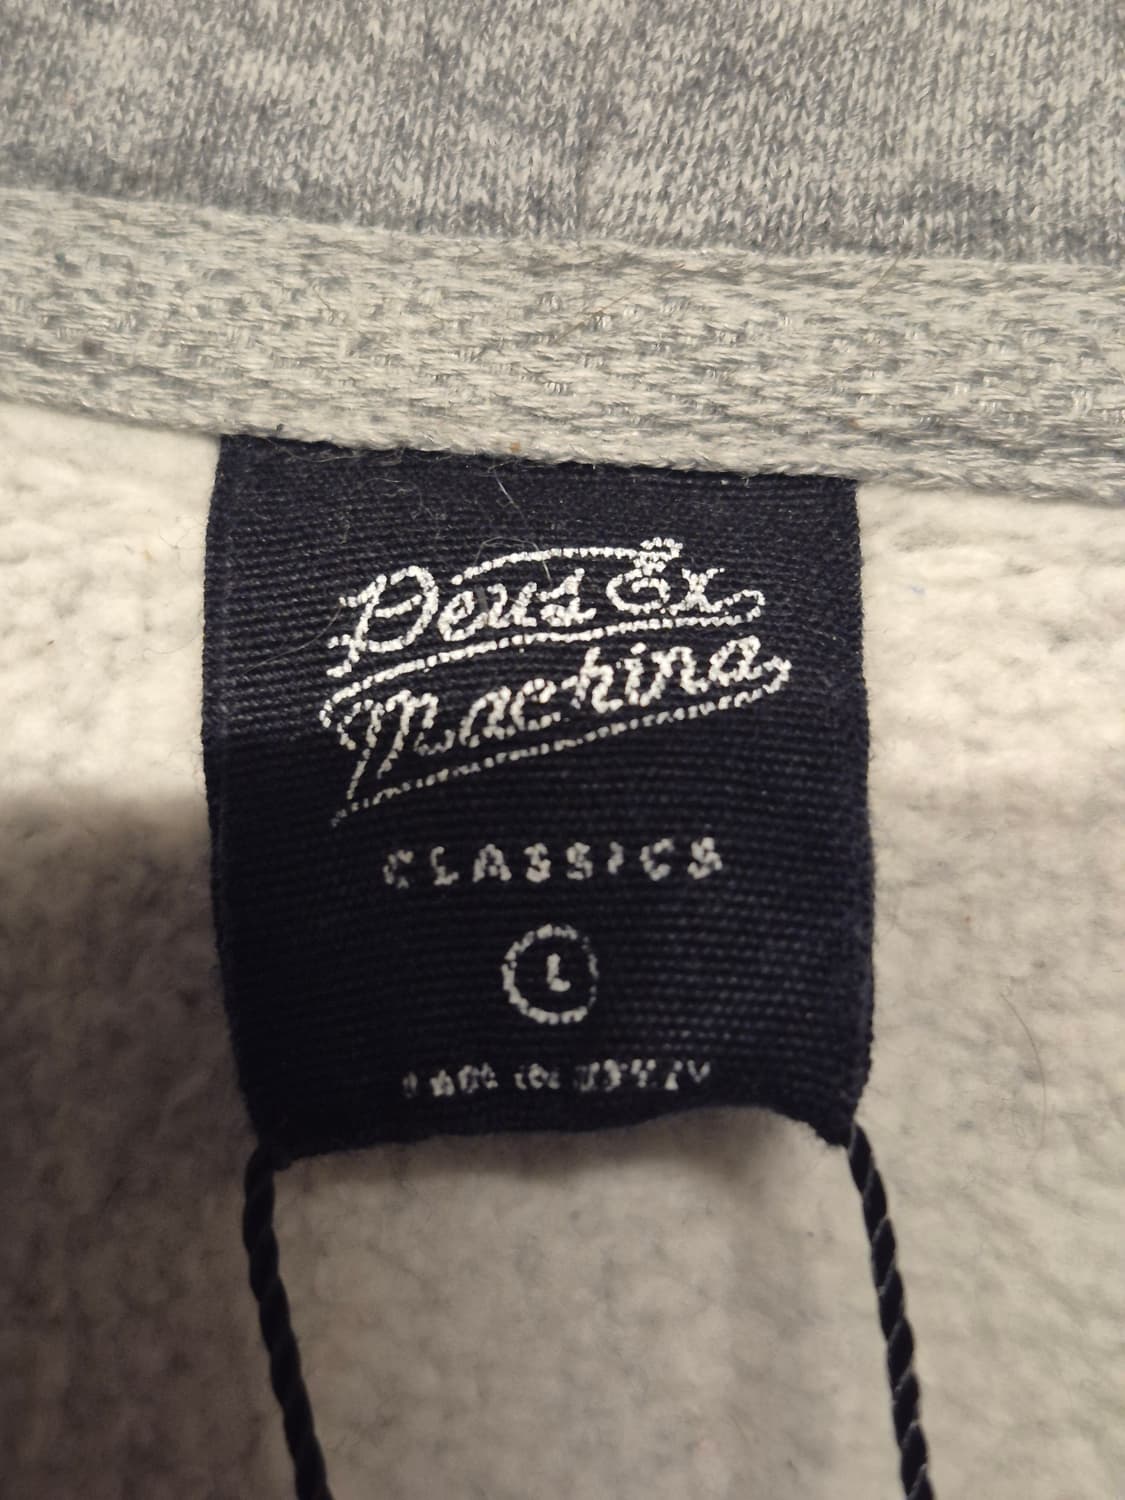 Deus Ex
Machina
CLASSICS
L